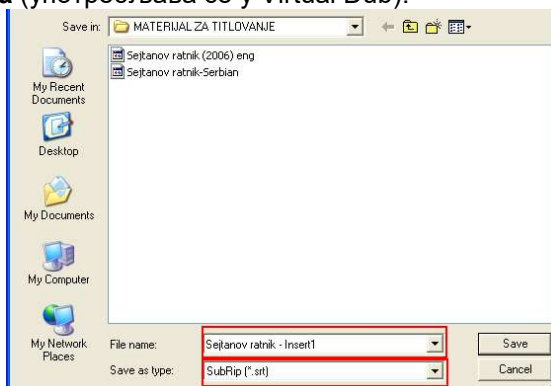 a (употребљава се у Virtual Dub).
Save in:
MATERIJAL ZA TITLOVANJE
Sejtanov ratnik (2006) eng
Sejtanov ratnik-Serbian
My Recent
Documents
Desktop
My Documents
My Computer
My Network
Places
File name:
Sejtanov ratnik - Insert1
Save
Save as type:
SubRip (*.srt)
Cancel